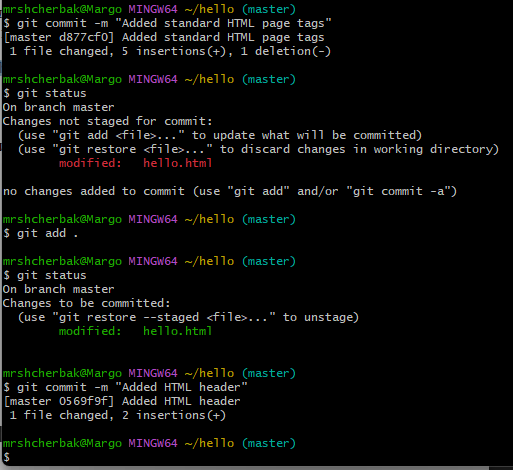 mrshcherbak@Margo MINGW64 ~/hello (master)
$ git commit -m "Added standard HTML page tags"
[master d877cf0] Added standard HTML page tags
 1 file changed, 5 insertions(+), 1 deletion(-)
mrshcherbak@Margo MINGW64 ~/hello (master)
$ git status
On branch master
Changes not staged for commit:
  (use "git add <file>..." to update what will be committed)
  (use "git restore <file>..." to discard changes in working directory)
        modified:   hello.html
no changes added to commit (use "git add" and/or "git commit -a")
mrshcherbak@Margo MINGW64 ~/hello (master)
$ git add .
mrshcherbak@Margo MINGW64 ~/hello (master)
$ git status
On branch master
Changes to be committed:
  (use "git restore --staged <file>..." to unstage)
        modified:   hello.html
mrshcherbak@Margo MINGW64 ~/hello (master)
$ git commit -m "Added HTML header"
[master 0569f9f] Added HTML header
 1 file changed, 2 insertions(+)
mrshcherbak@Margo MINGW64 ~/hello (master)
$